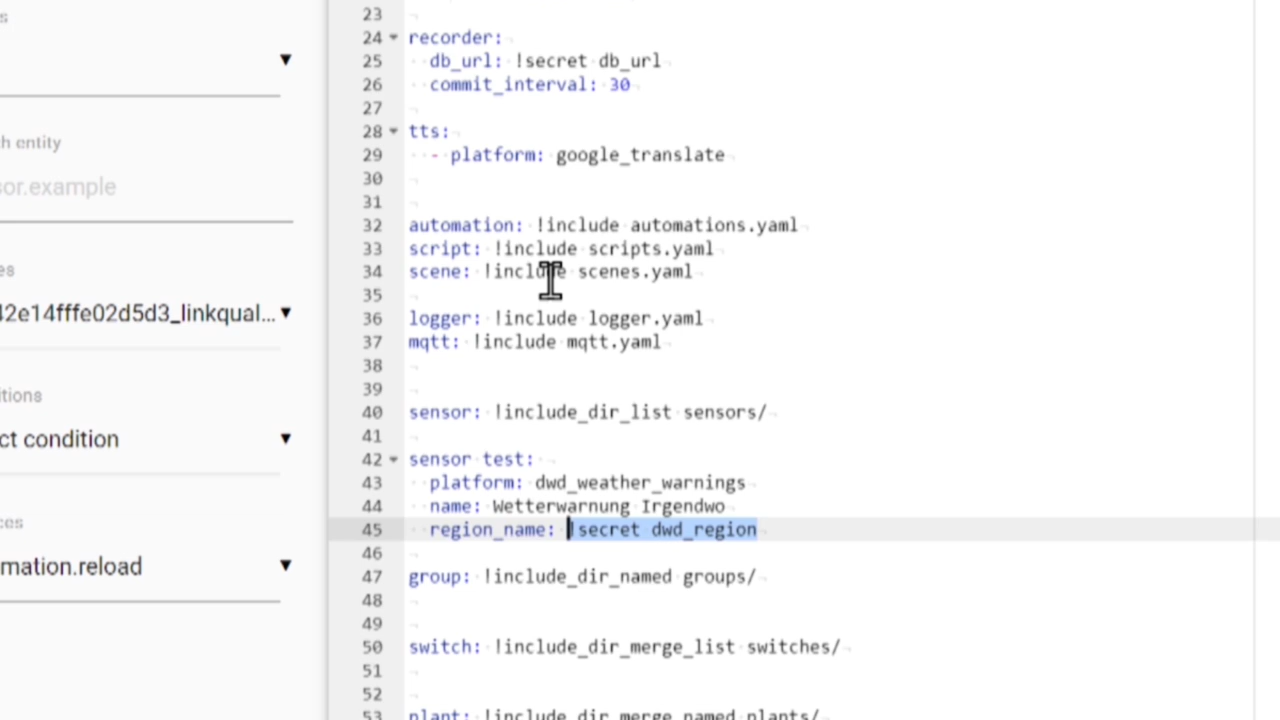 s
h entity
sor.example
es
42e14fffe02d5d3_linkqual...
itions
ct condition
ces
mation.reload
23
24 recorder:
25 db_url: !secret db_url
26 commit_interval: 30
27
28 tts:
29 - platform: google_translate
30
31
32 automation: !include automations.yaml
33 script: !include scripts.yaml
34 scene: !include scenes.yaml
35
36 logger: !include logger.yaml
37 mqtt: !include mqtt.yaml
38
39
40 sensor: !include_dir_list sensors/
41
42 sensor test:
43 platform: dwd_weather_warnings
44 name: Wetterwarnung Irgendwo
45 region_name: !secret dwd_region
46
47 group: !include_dir_named groups/
48
49
50 switch: !include_dir_merge_list switches/
51
52
53 plant: !include_dir_merge_named plants/